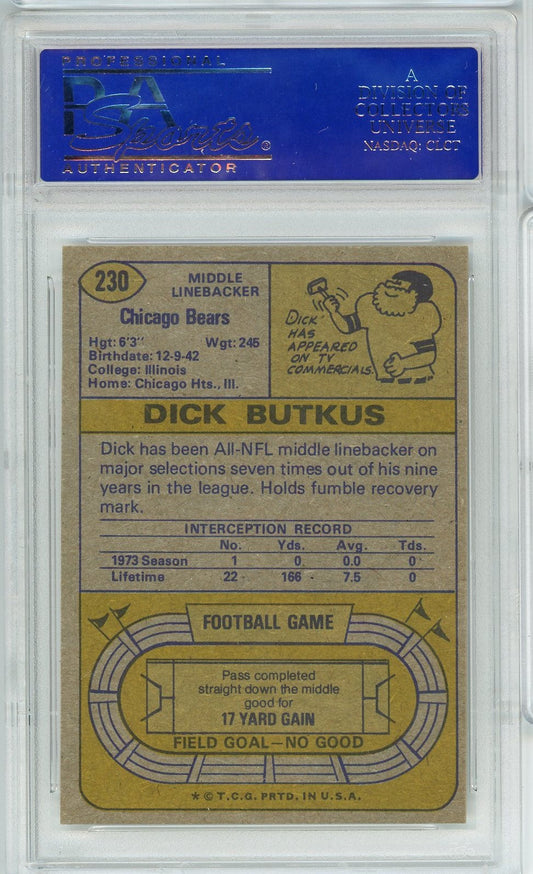 PROFESSIONAL
PSA
Sports®
AUTHENTICATOR
A
DIVISION OF
COLLECTORS
UNIVERSE
NASDAQ: CLCT
230
MIDDLE
LINEBACKER
Chicago Bears
Hgt: 6'3" Wgt: 245
Birthdate: 12-9-42
College: Illinois
Home: Chicago Hts., Ill.
DICK
HAS
APPEARED
ON TV
COMMERCIALS.
DICK BUTKUS
Dick has been All-NFL middle linebacker on
major selections seven times out of his nine
years in the league. Holds fumble recovery
mark.
INTERCEPTION RECORD
No. Yds. Avg. Tds.
1973 Season 1 0 0.0 0
Lifetime 22 166 7.5 0
FOOTBALL GAME
Pass completed
straight down the middle
good for
17 YARD GAIN
FIELD GOAL—NO GOOD
* © T.C.G. PRTD. IN U.S.A.